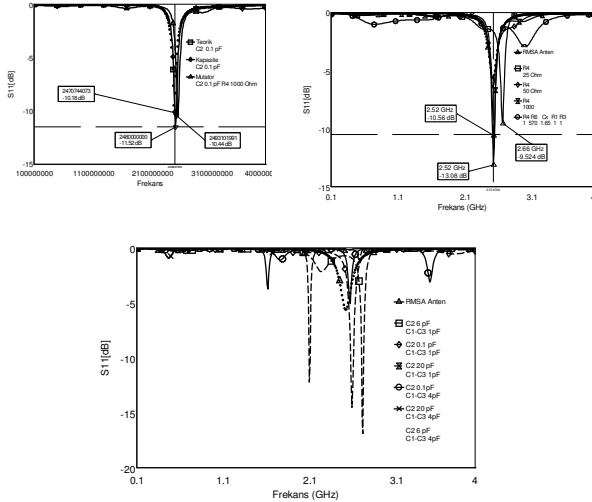 0
-5
-10
-15
S11[dB]
100000000
1100000000
2100000000
3100000000
4000000
Frekans
Teorik
C2 0.1 pF
Kapasite
C2 0.1 pF
Mutator
C2 0.1 pF R4 1000 Ohm
2470744073
-10.18 dB
2480000000
-11.52 dB
2493101991
-10.44 dB
0
-5
-10
-15
S11[dB]
0.1
1.1
2.1
3.1
4
Frekans (GHz)
RMSA Anten
R4
25 Ohm
R4
50 Ohm
R4
1000
R4 R6 Cx R1 R3
1 570 1.65 1 1
2.52 GHz
-10.56 dB
2.52 GHz
-13.08 dB
2.66 GHz
-9.524 dB
0
-5
-10
-15
-20
S11[dB]
0.1
1.1
2.1
3.1
4
Frekans (GHz)
RMSA Anten
C2 6 pF
C1-C3 1pF
C2 0.1 pF
C1-C3 1pF
C2 20 pF
C1-C3 1pF
C2 0.1pF
C1-C3 4pF
C2 20 pF
C1-C3 4pF
C2 6 pF
C1-C3 4pF